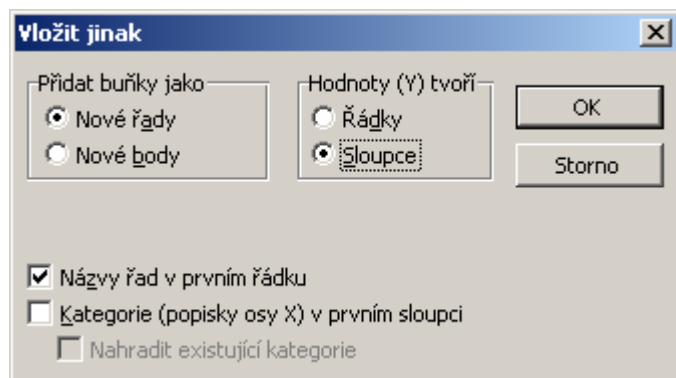 Vložit jinak
Přidat buňky jako
Nové řady
Nové body
Hodnoty (Y) tvoří
Řádky
Sloupce
OK
Storno
Názvy řad v prvním řádku
Kategorie (popisky osy X) v prvním sloupci
Nahradit existující kategorie